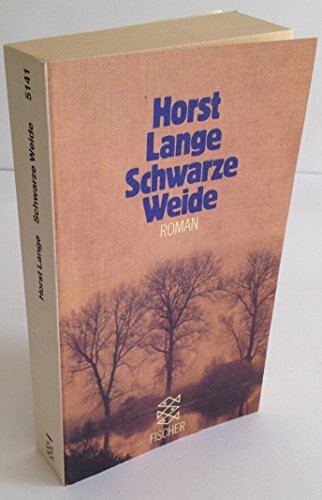 Horst
Lange
Schwarze
Weide
ROMAN
FISCHER
Horst Lange Schwarze Weide 5141